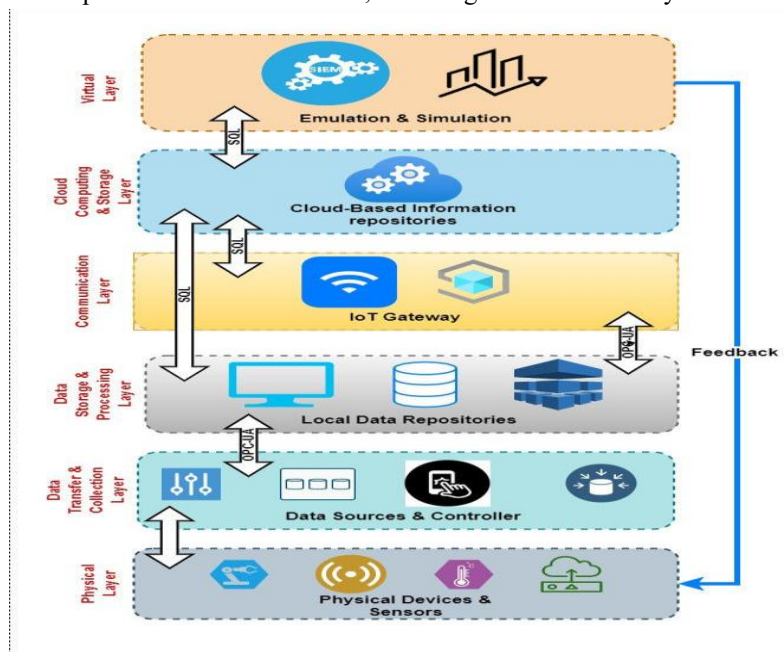 Virtual
Layer
SIEM
Emulation & Simulation
SQL
Cloud
Computing
& Storage
Layer
Cloud-Based Information
repositories
SQL
SQL
Communication
Layer
IoT Gateway
OPC-UA
Feedback
Data
Storage &
Processing
Layer
Local Data Repositories
OPC-UA
Data
Transfer &
Collection
Layer
Data Sources & Controller
Physical
Layer
Physical Devices &
Sensors